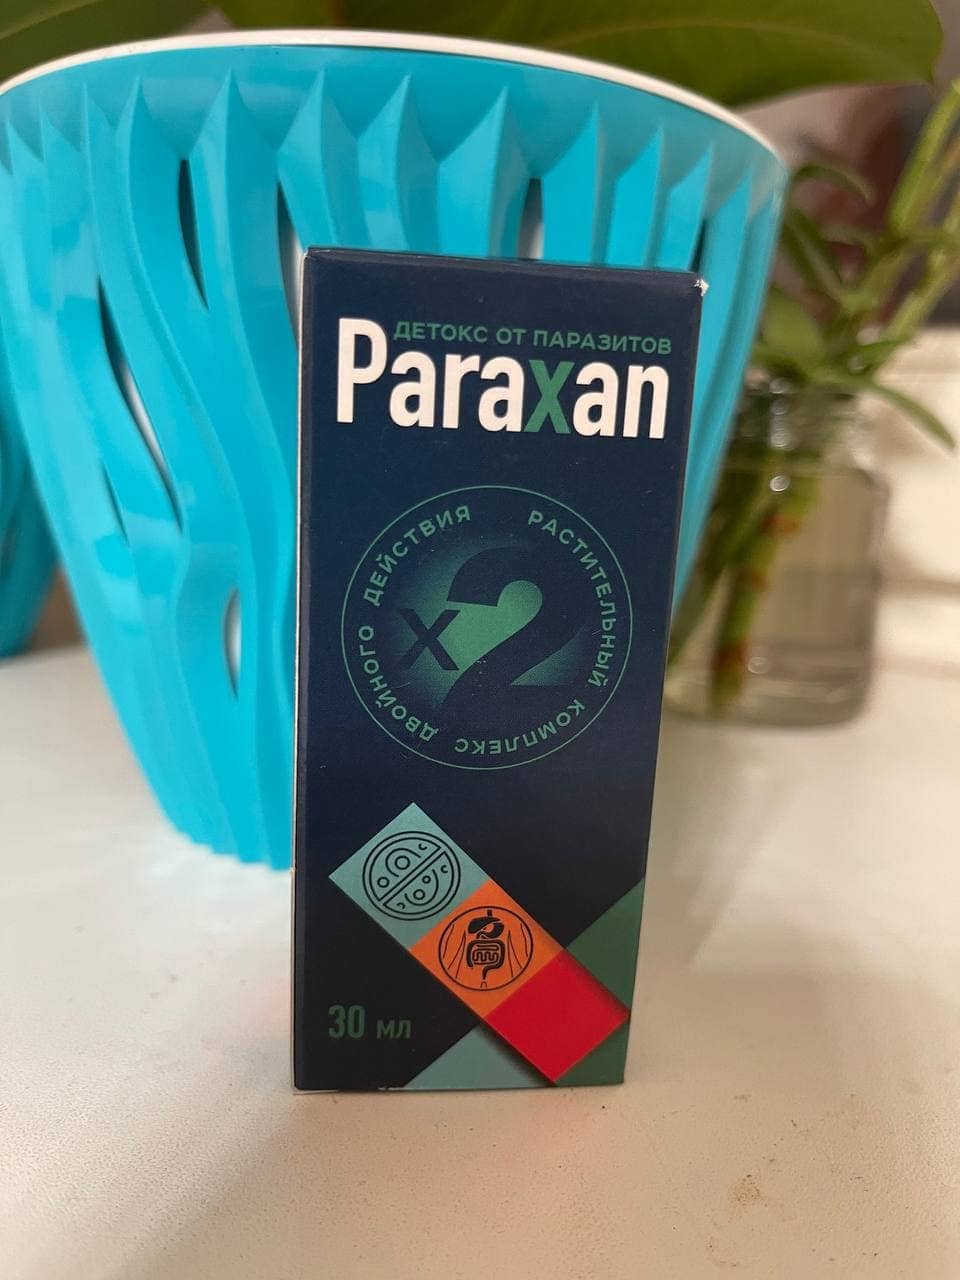 ДЕТОКС ОТ ПАРАЗИТОВ
Paraxan
РАСТИТЕЛЬНЫЙ КОМПЛЕКС ДВОЙНОГО ДЕЙСТВИЯ
x2
30 мл